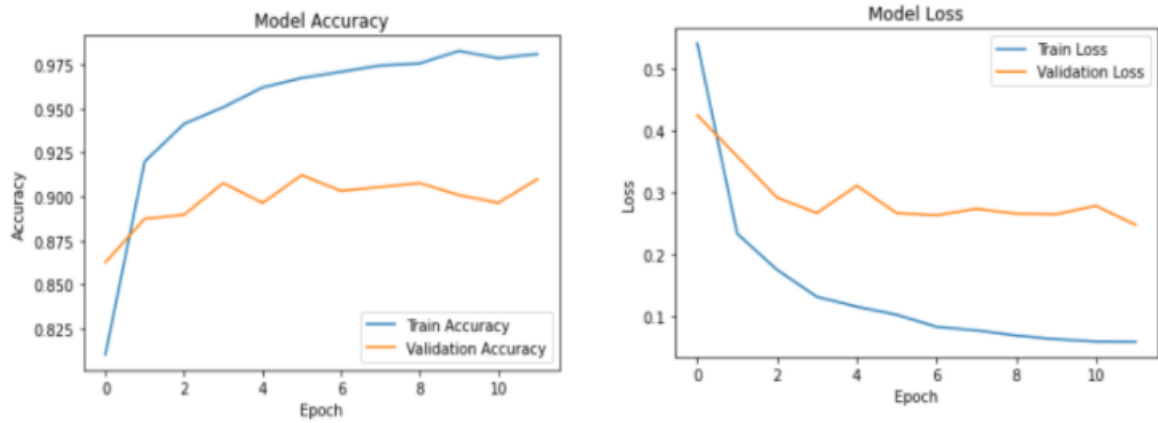 Model Accuracy
0.975
0.950
0.925
0.900
0.875
0.850
0.825
Accuracy
Train Accuracy
Validation Accuracy
0 2 4 6 8 10
Epoch
Model Loss
Train Loss
Validation Loss
0.5
0.4
0.3
0.2
0.1
Loss
0 2 4 6 8 10
Epoch